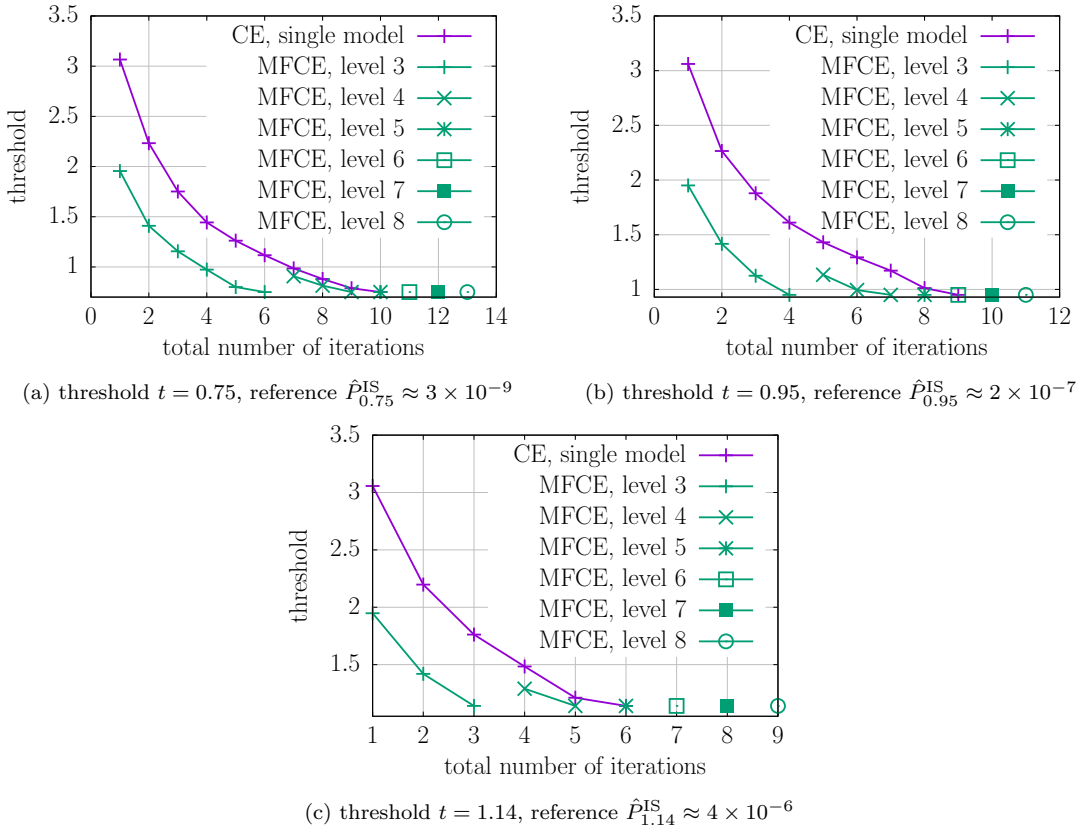 3.5
3
2.5
2
1.5
1
0 2 4 6 8 10 12 14
threshold
total number of iterations
CE, single model
MFCE, level 3
MFCE, level 4
MFCE, level 5
MFCE, level 6
MFCE, level 7
MFCE, level 8
(a) threshold t = 0.75, reference P̂^IS_0.75 ≈ 3 × 10^−9
3.5
3
2.5
2
1.5
1
0 2 4 6 8 10 12
threshold
total number of iterations
CE, single model
MFCE, level 3
MFCE, level 4
MFCE, level 5
MFCE, level 6
MFCE, level 7
MFCE, level 8
(b) threshold t = 0.95, reference P̂^IS_0.95 ≈ 2 × 10^−7
3.5
3
2.5
2
1.5
1 2 3 4 5 6 7 8 9
threshold
total number of iterations
CE, single model
MFCE, level 3
MFCE, level 4
MFCE, level 5
MFCE, level 6
MFCE, level 7
MFCE, level 8
(c) threshold t = 1.14, reference P̂^IS_1.14 ≈ 4 × 10^−6